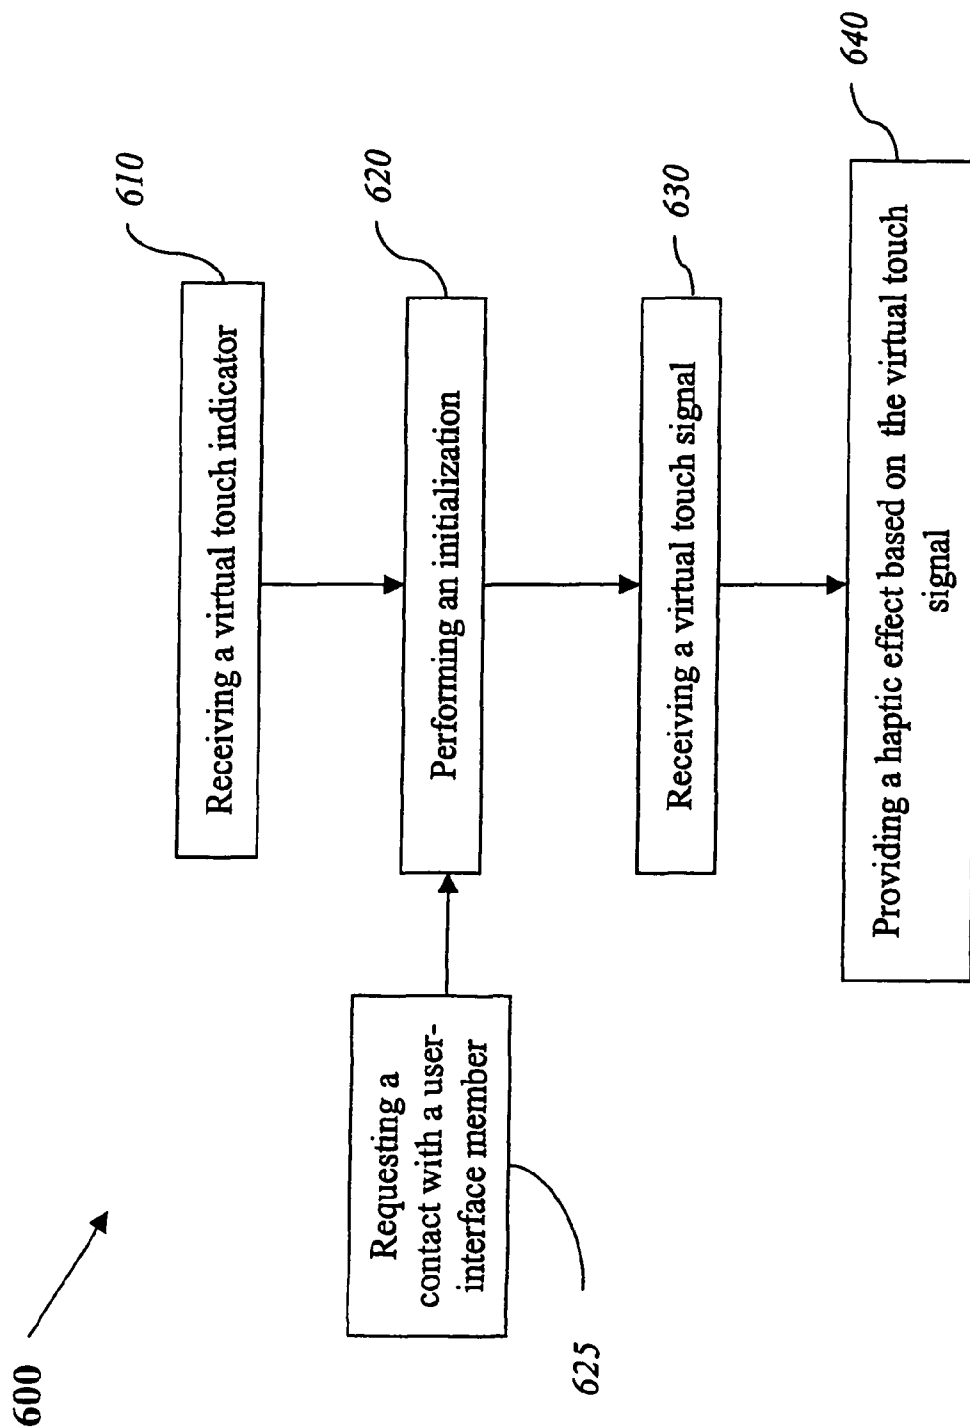 600
Receiving a virtual touch indicator
610
Performing an initialization
620
Requesting a
contact with a user-
interface member
625
Receiving a virtual touch signal
630
Providing a haptic effect based on the virtual touch
signal
640